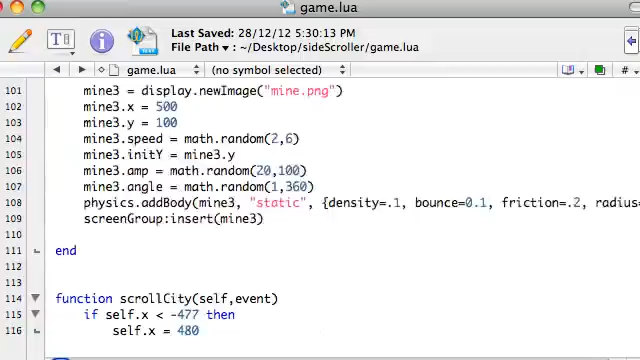 game.lua
Last Saved: 28/12/12 5:30:13 PM
File Path ▾ : ~/Desktop/sideScroller/game.lua
game.lua (no symbol selected) #
101 mine3 = display.newImage("mine.png")
102 mine3.x = 500
103 mine3.y = 100
104 mine3.speed = math.random(2,6)
105 mine3.initY = mine3.y
106 mine3.amp = math.random(20,100)
107 mine3.angle = math.random(1,360)
108 physics.addBody(mine3, "static", {density=.1, bounce=0.1, friction=.2, radius=
109 screenGroup:insert(mine3)
110
111 end
112
113
114 function scrollCity(self,event)
115 if self.x < -477 then
116 self.x = 480